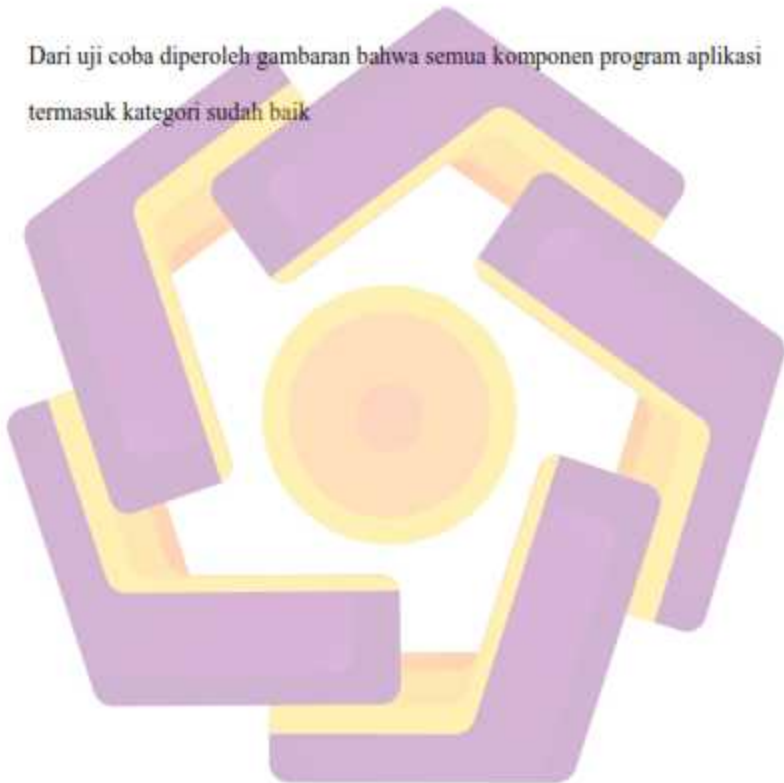 Dari uji coba diperoleh gambaran bahwa semua komponen program aplikasi
termasuk kategori sudah baik